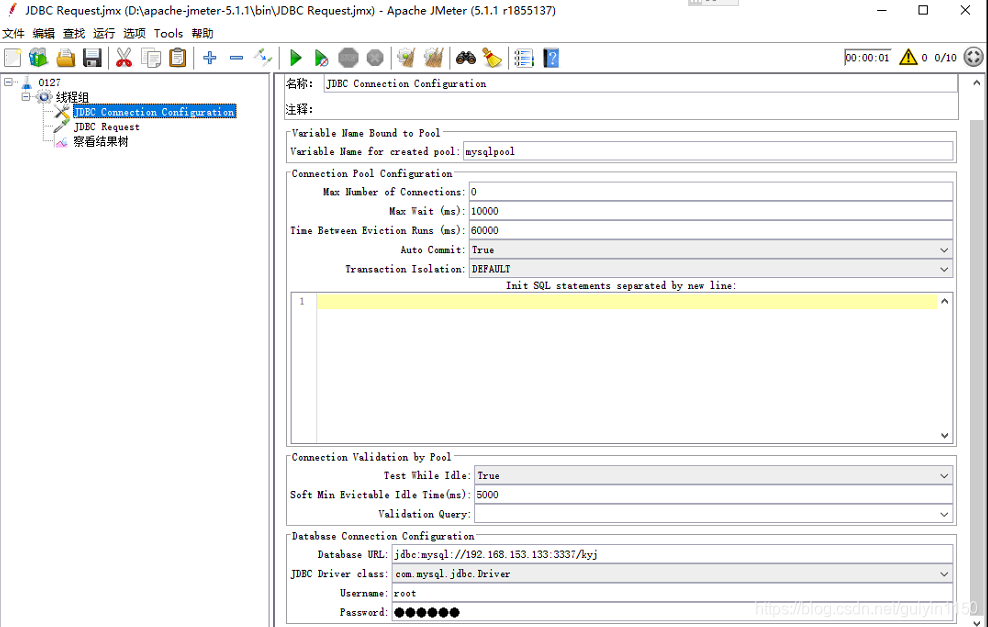 JDBC Request.jmx (D:\apache-jmeter-5.1.1\bin\JDBC Request.jmx) - Apache JMeter (5.1.1 r1855137)
文件 编辑 查找 运行 选项 Tools 帮助
00:00:01 0 0/10
0127
线程组
JDBC Connection Configuration
JDBC Request
察看结果树
名称： JDBC Connection Configuration
注释：
Variable Name Bound to Pool
Variable Name for created pool: mysqlpool
Connection Pool Configuration
Max Number of Connections: 0
Max Wait (ms): 10000
Time Between Eviction Runs (ms): 60000
Auto Commit: True
Transaction Isolation: DEFAULT
Init SQL statements separated by new line:
1
Connection Validation by Pool
Test While Idle: True
Soft Min Evictable Idle Time(ms): 5000
Validation Query:
Database Connection Configuration
Database URL: jdbc:mysql://192.168.153.133:3337/kyj
JDBC Driver class: com.mysql.jdbc.Driver
Username: root
Password: ●●●●●●